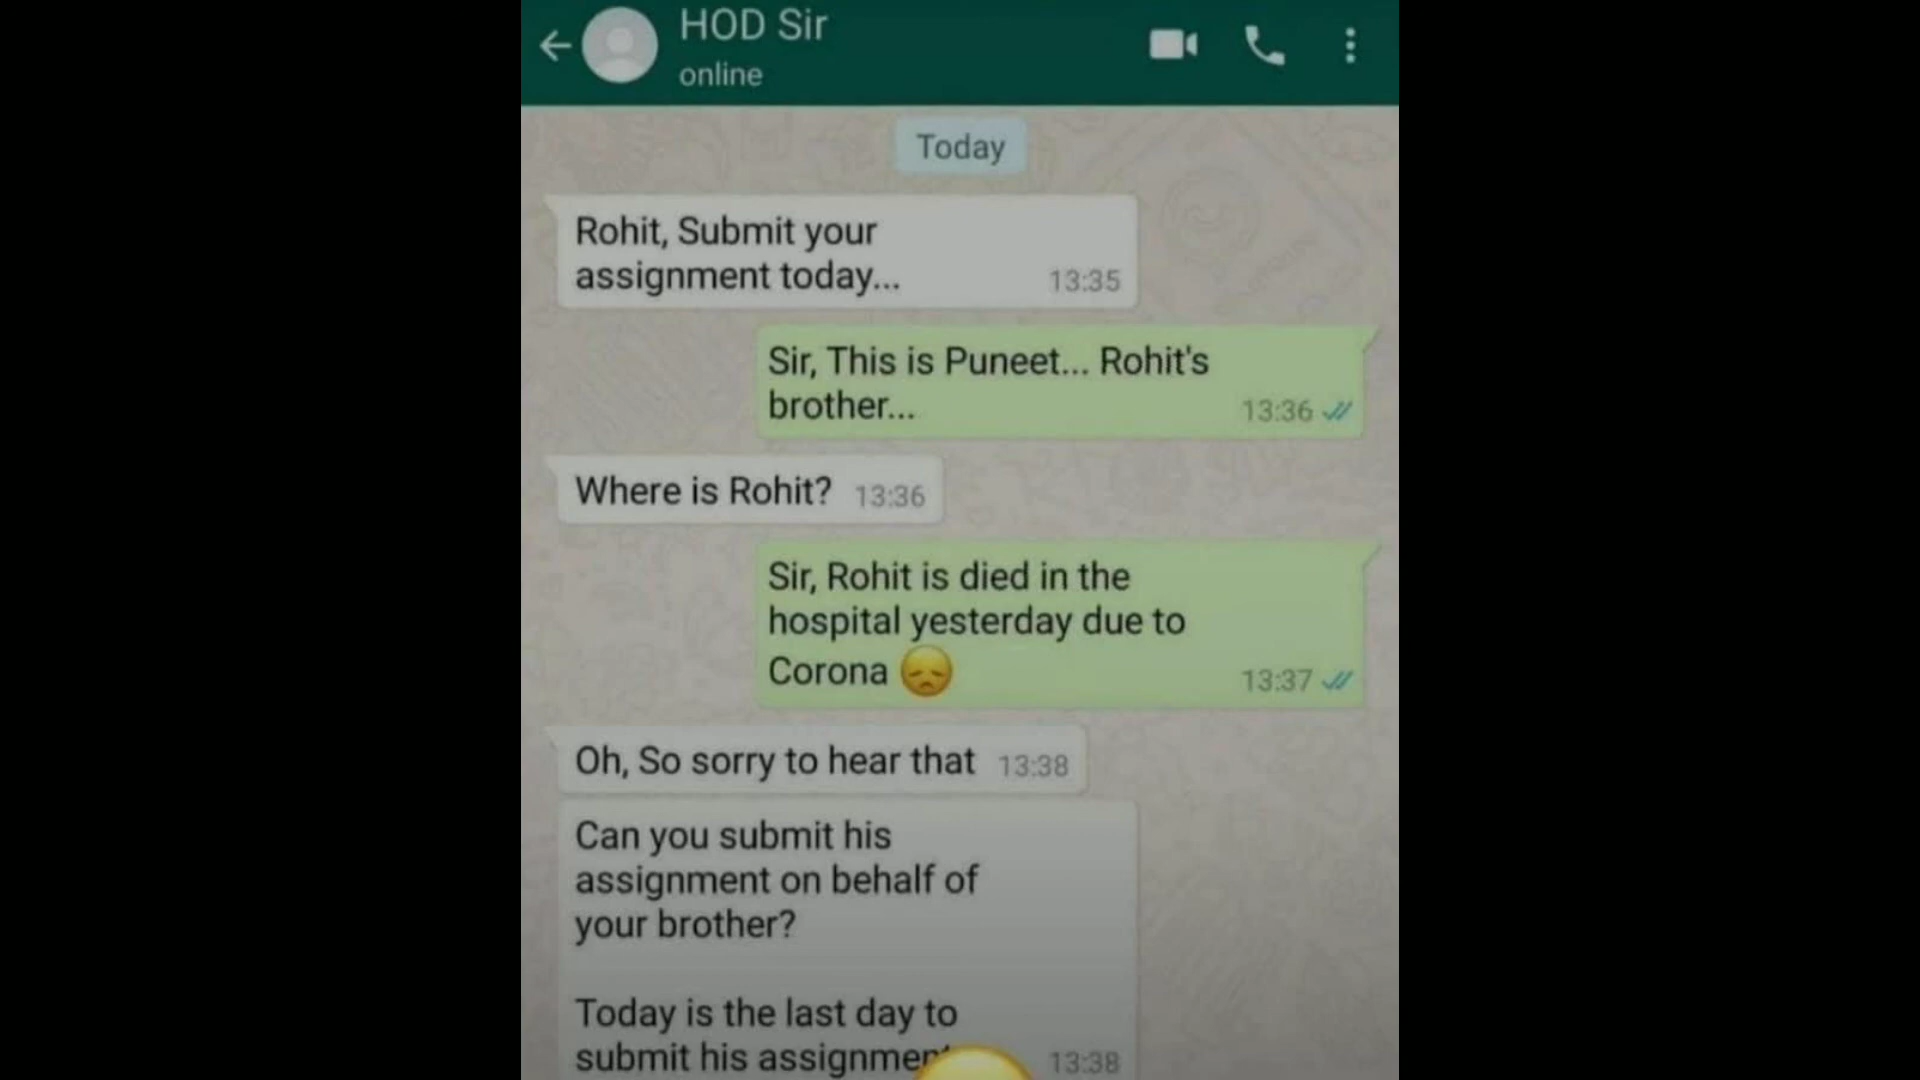 HOD Sir
online
Today
Rohit, Submit your
assignment today...
13:35
Sir, This is Puneet... Rohit's
brother...
13:36
Where is Rohit? 13:36
Sir, Rohit is died in the
hospital yesterday due to
Corona 😞
13:37
Oh, So sorry to hear that 13:38
Can you submit his
assignment on behalf of
your brother?
Today is the last day to
submit his
13:38